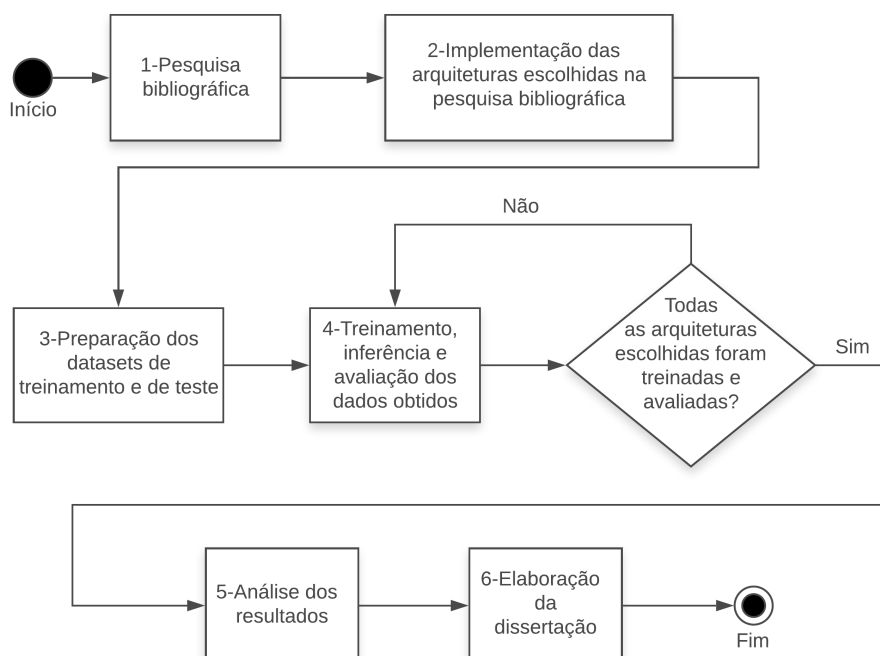 Início
1-Pesquisa
bibliográfica
2-Implementação das
arquiteturas escolhidas na
pesquisa bibliográfica
3-Preparação dos
datasets de
treinamento e de teste
4-Treinamento,
inferência e
avaliação dos
dados obtidos
Não
Todas
as arquiteturas
escolhidas foram
treinadas e
avaliadas?
Sim
5-Análise dos
resultados
6-Elaboração
da
dissertação
Fim